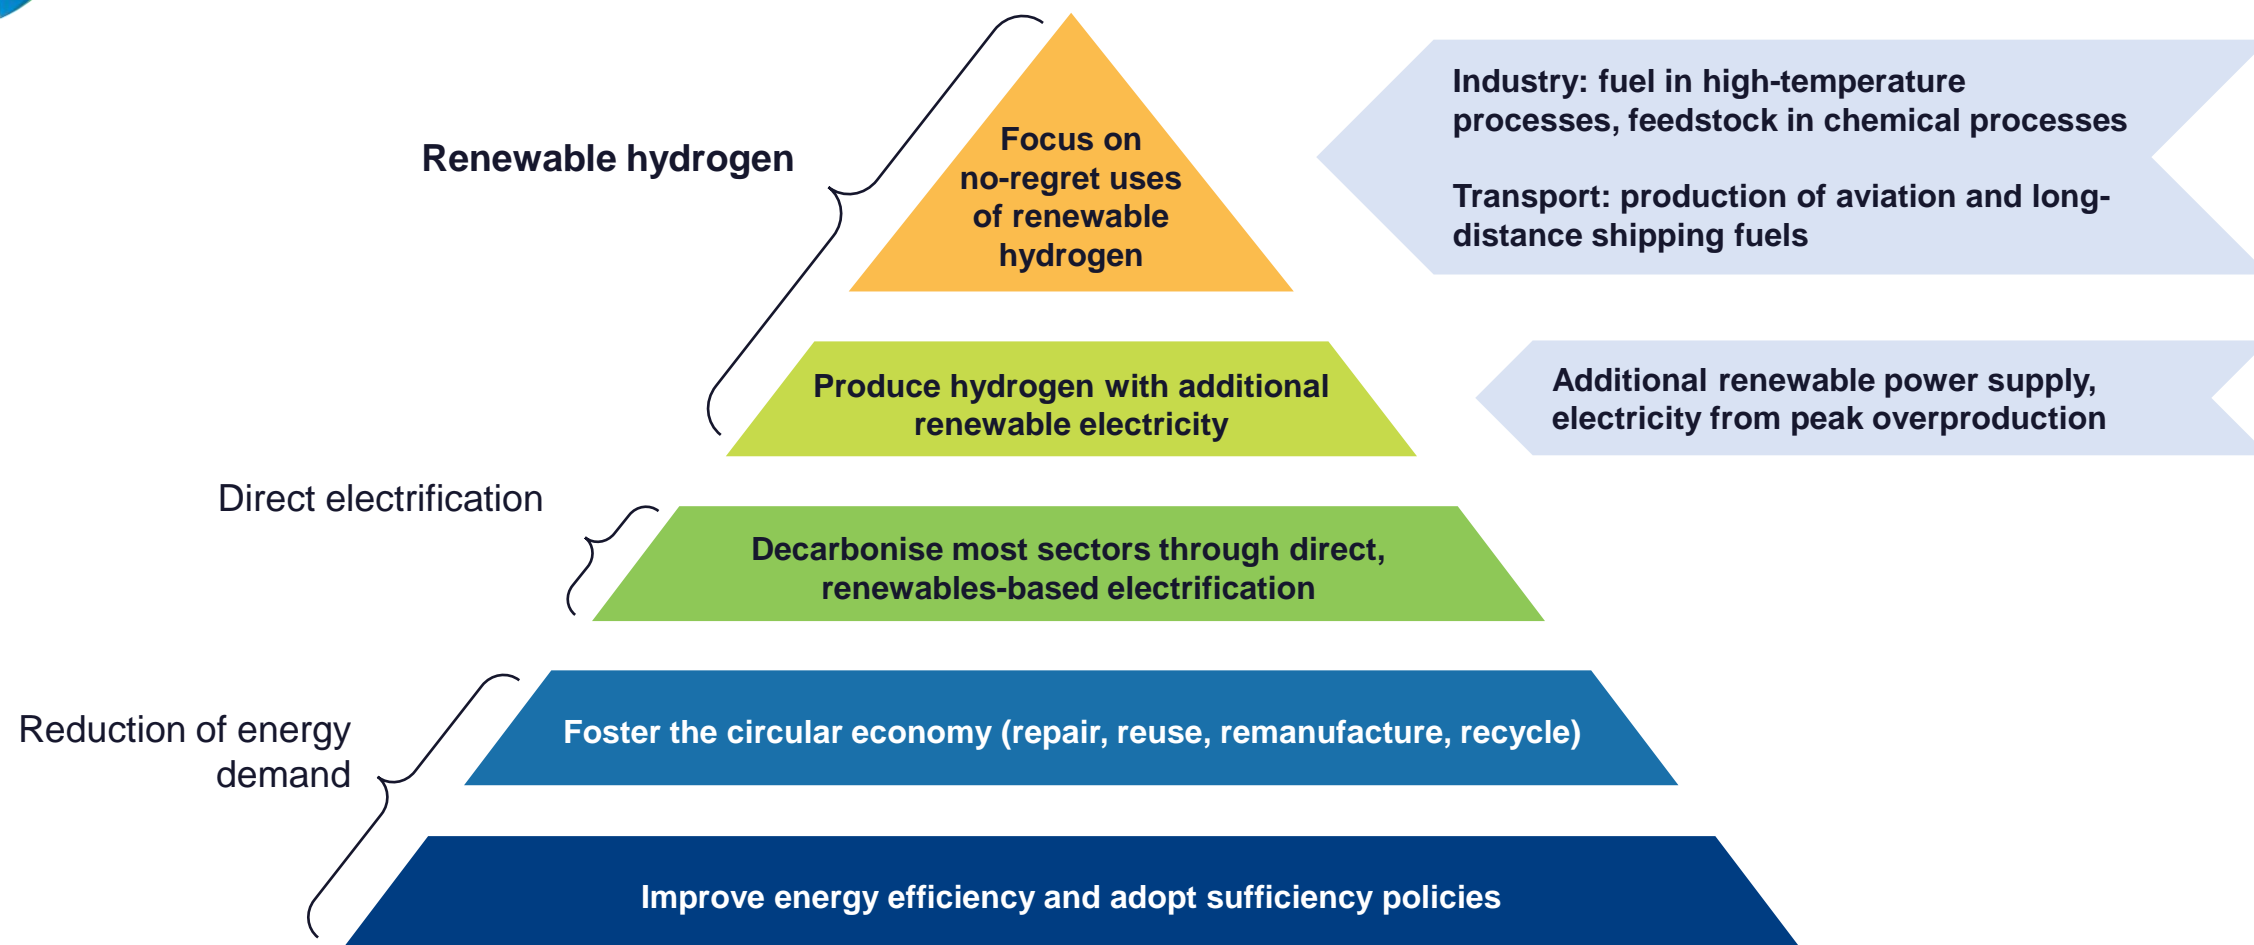 Renewable hydrogen
Focus on
no-regret uses
of renewable
hydrogen
Industry: fuel in high-temperature
processes, feedstock in chemical processes
Transport: production of aviation and long-
distance shipping fuels
Produce hydrogen with additional
renewable electricity
Additional renewable power supply,
electricity from peak overproduction
Direct electrification
Decarbonise most sectors through direct,
renewables-based electrification
Reduction of energy
demand
Foster the circular economy (repair, reuse, remanufacture, recycle)
Improve energy efficiency and adopt sufficiency policies